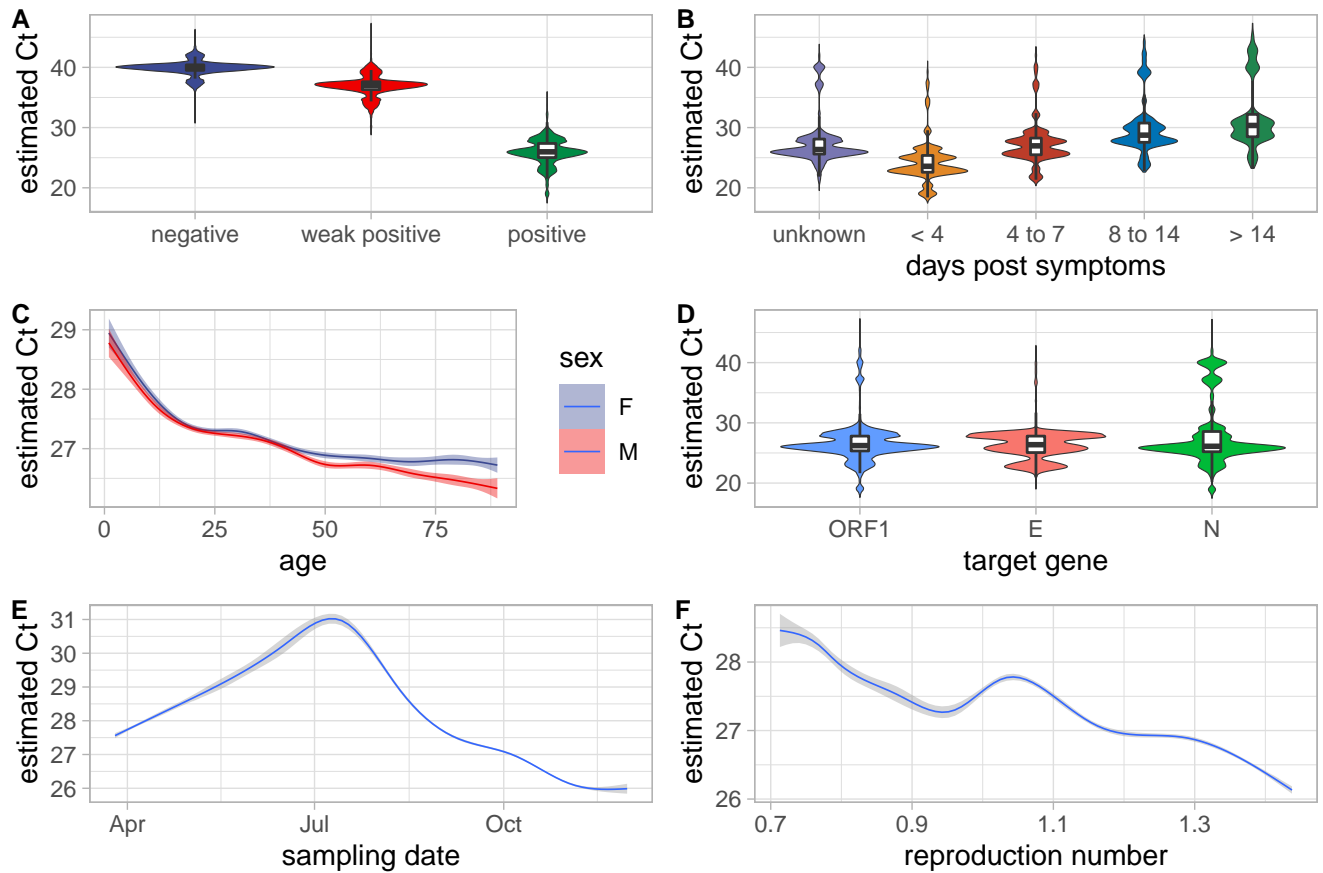 A
estimated Ct
40
30
20
negative weak positive positive
B
estimated Ct
40
30
20
unknown < 4 4 to 7 8 to 14 > 14
days post symptoms
C
estimated Ct
29
28
27
0 25 50 75
age
sex
F
M
D
estimated Ct
40
30
20
ORF1 E N
target gene
E
estimated Ct
31
30
29
28
27
26
Apr Jul Oct
sampling date
F
estimated Ct
28
27
26
0.7 0.9 1.1 1.3
reproduction number